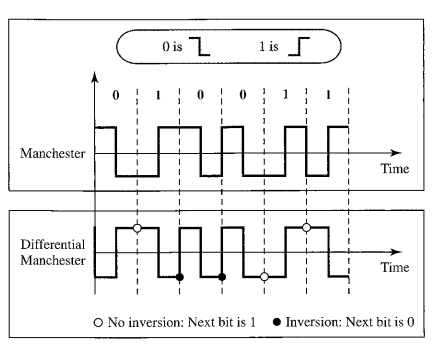 0 is 1 is
0 1 0 0 1 1
Manchester
Time
Differential
Manchester
Time
No inversion: Next bit is 1 Inversion: Next bit is 0